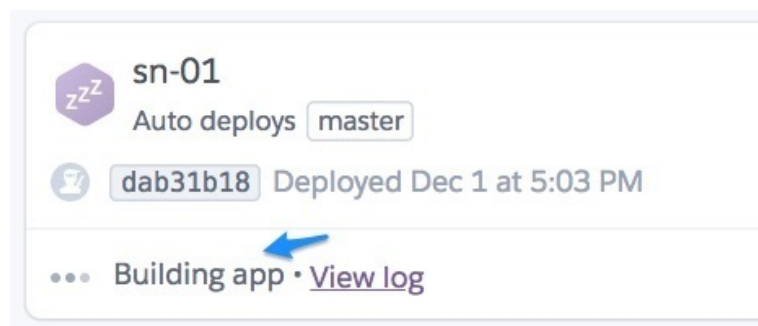 sn-01
zzz
Auto deploys master
dab31b18 Deployed Dec 1 at 5:03 PM
Building app • View log